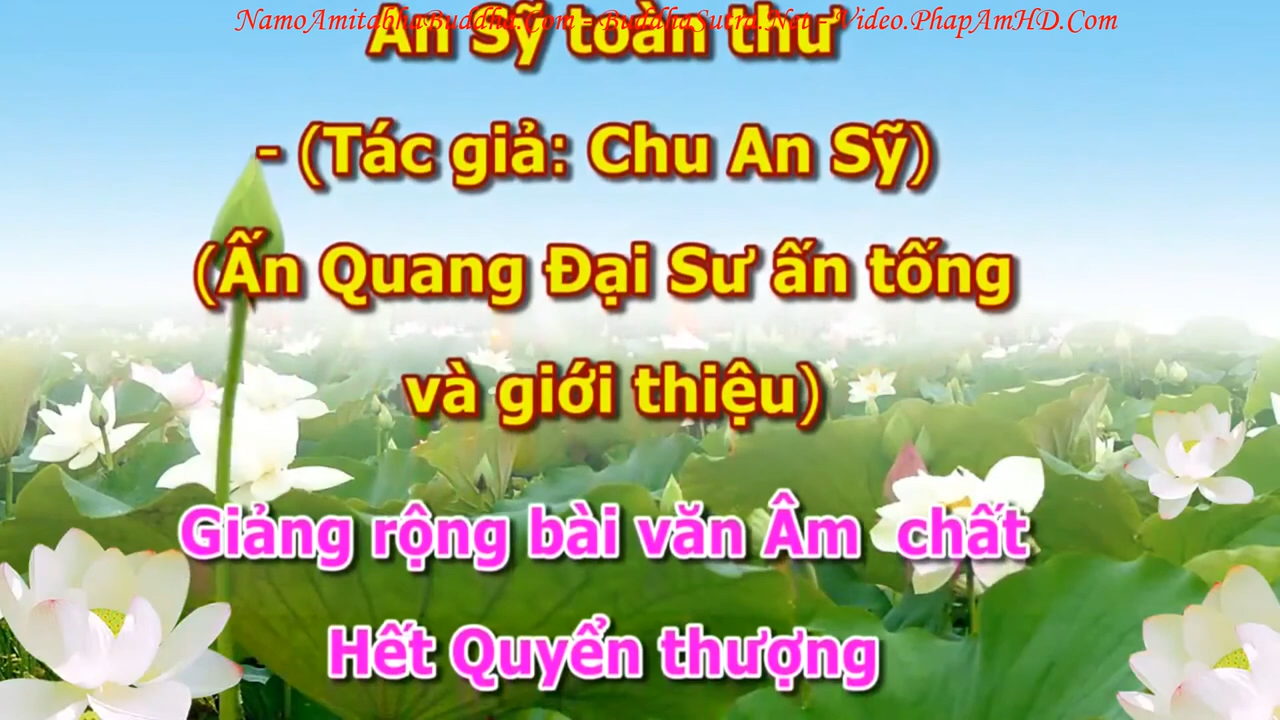 NamoAmitabhaBuddha.Com - BuddhaSutra.Net - Video.PhapAmHD.Com
An Sỹ toàn thư
- (Tác giả: Chu An Sỹ)
(Ấn Quang Đại Sư ấn tống
và giới thiệu)
Giảng rộng bài văn Âm chất
Hết Quyển thượng